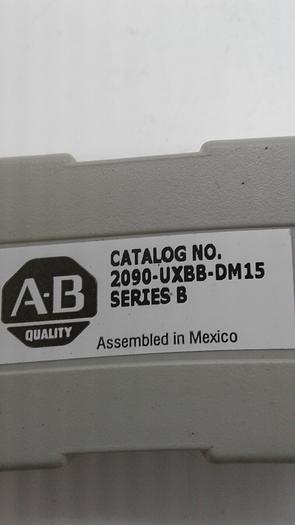 A-B
QUALITY
CATALOG NO.
2090-UXBB-DM15
SERIES B
Assembled in Mexico